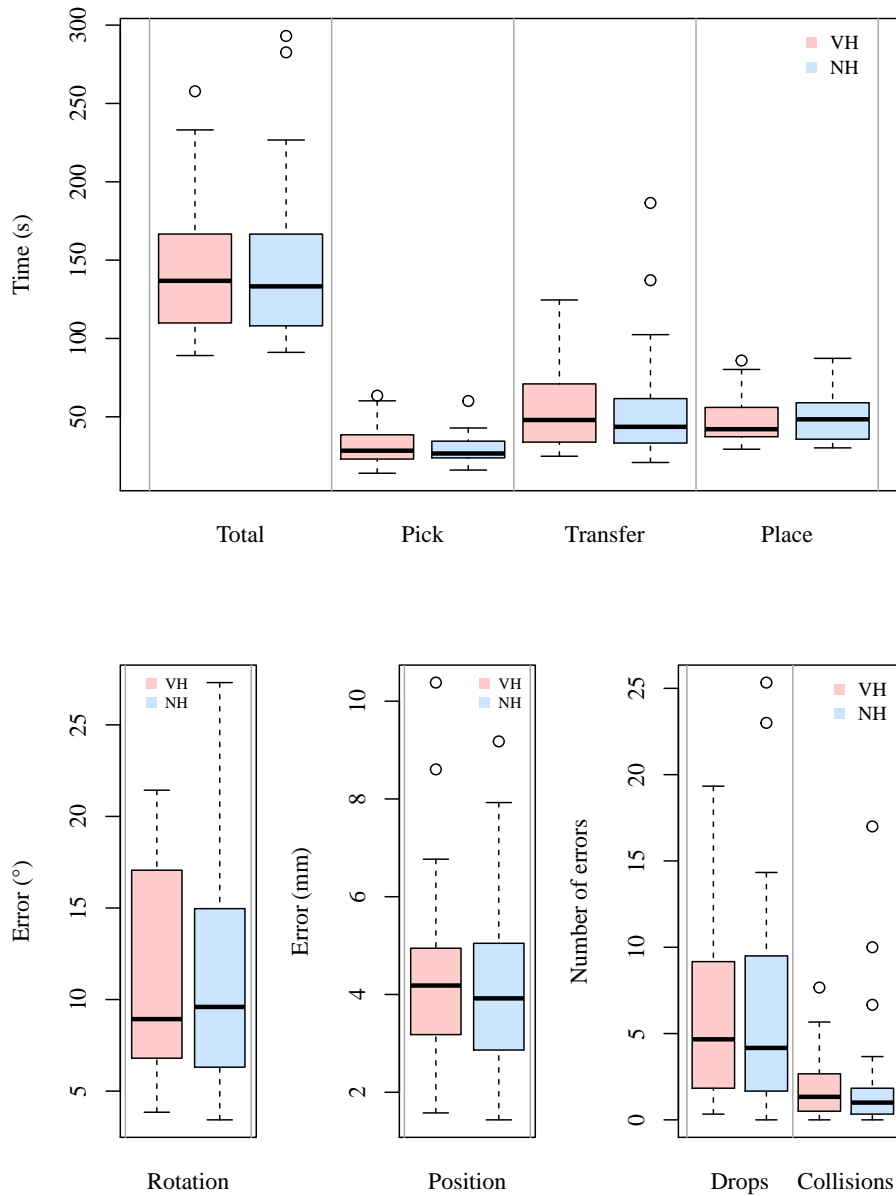 300
250
200
150
100
50
Time (s)
VH
NH
Total Pick Transfer Place
25
20
15
10
5
Error (°)
VH
NH
Rotation
10
8
6
4
2
Error (mm)
VH
NH
Position
25
20
15
10
5
0
Number of errors
VH
NH
Drops Collisions